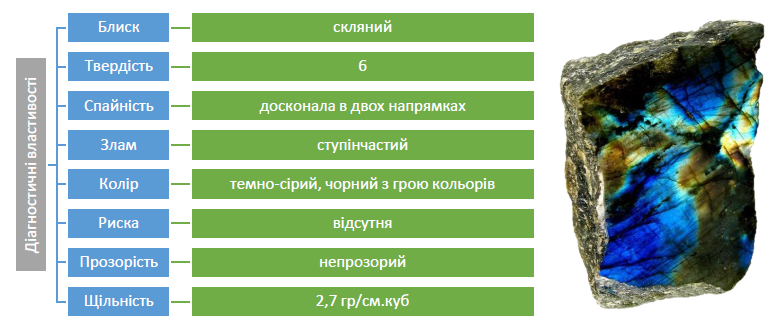 Діагностичні властивості
Блиск
скляний
Твердість
6
Спайність
досконала в двох напрямках
Злам
ступінчастий
Колір
темно-сірий, чорний з грою кольорів
Риска
відсутня
Прозорість
непрозорий
Щільність
2,7 гр/см.куб